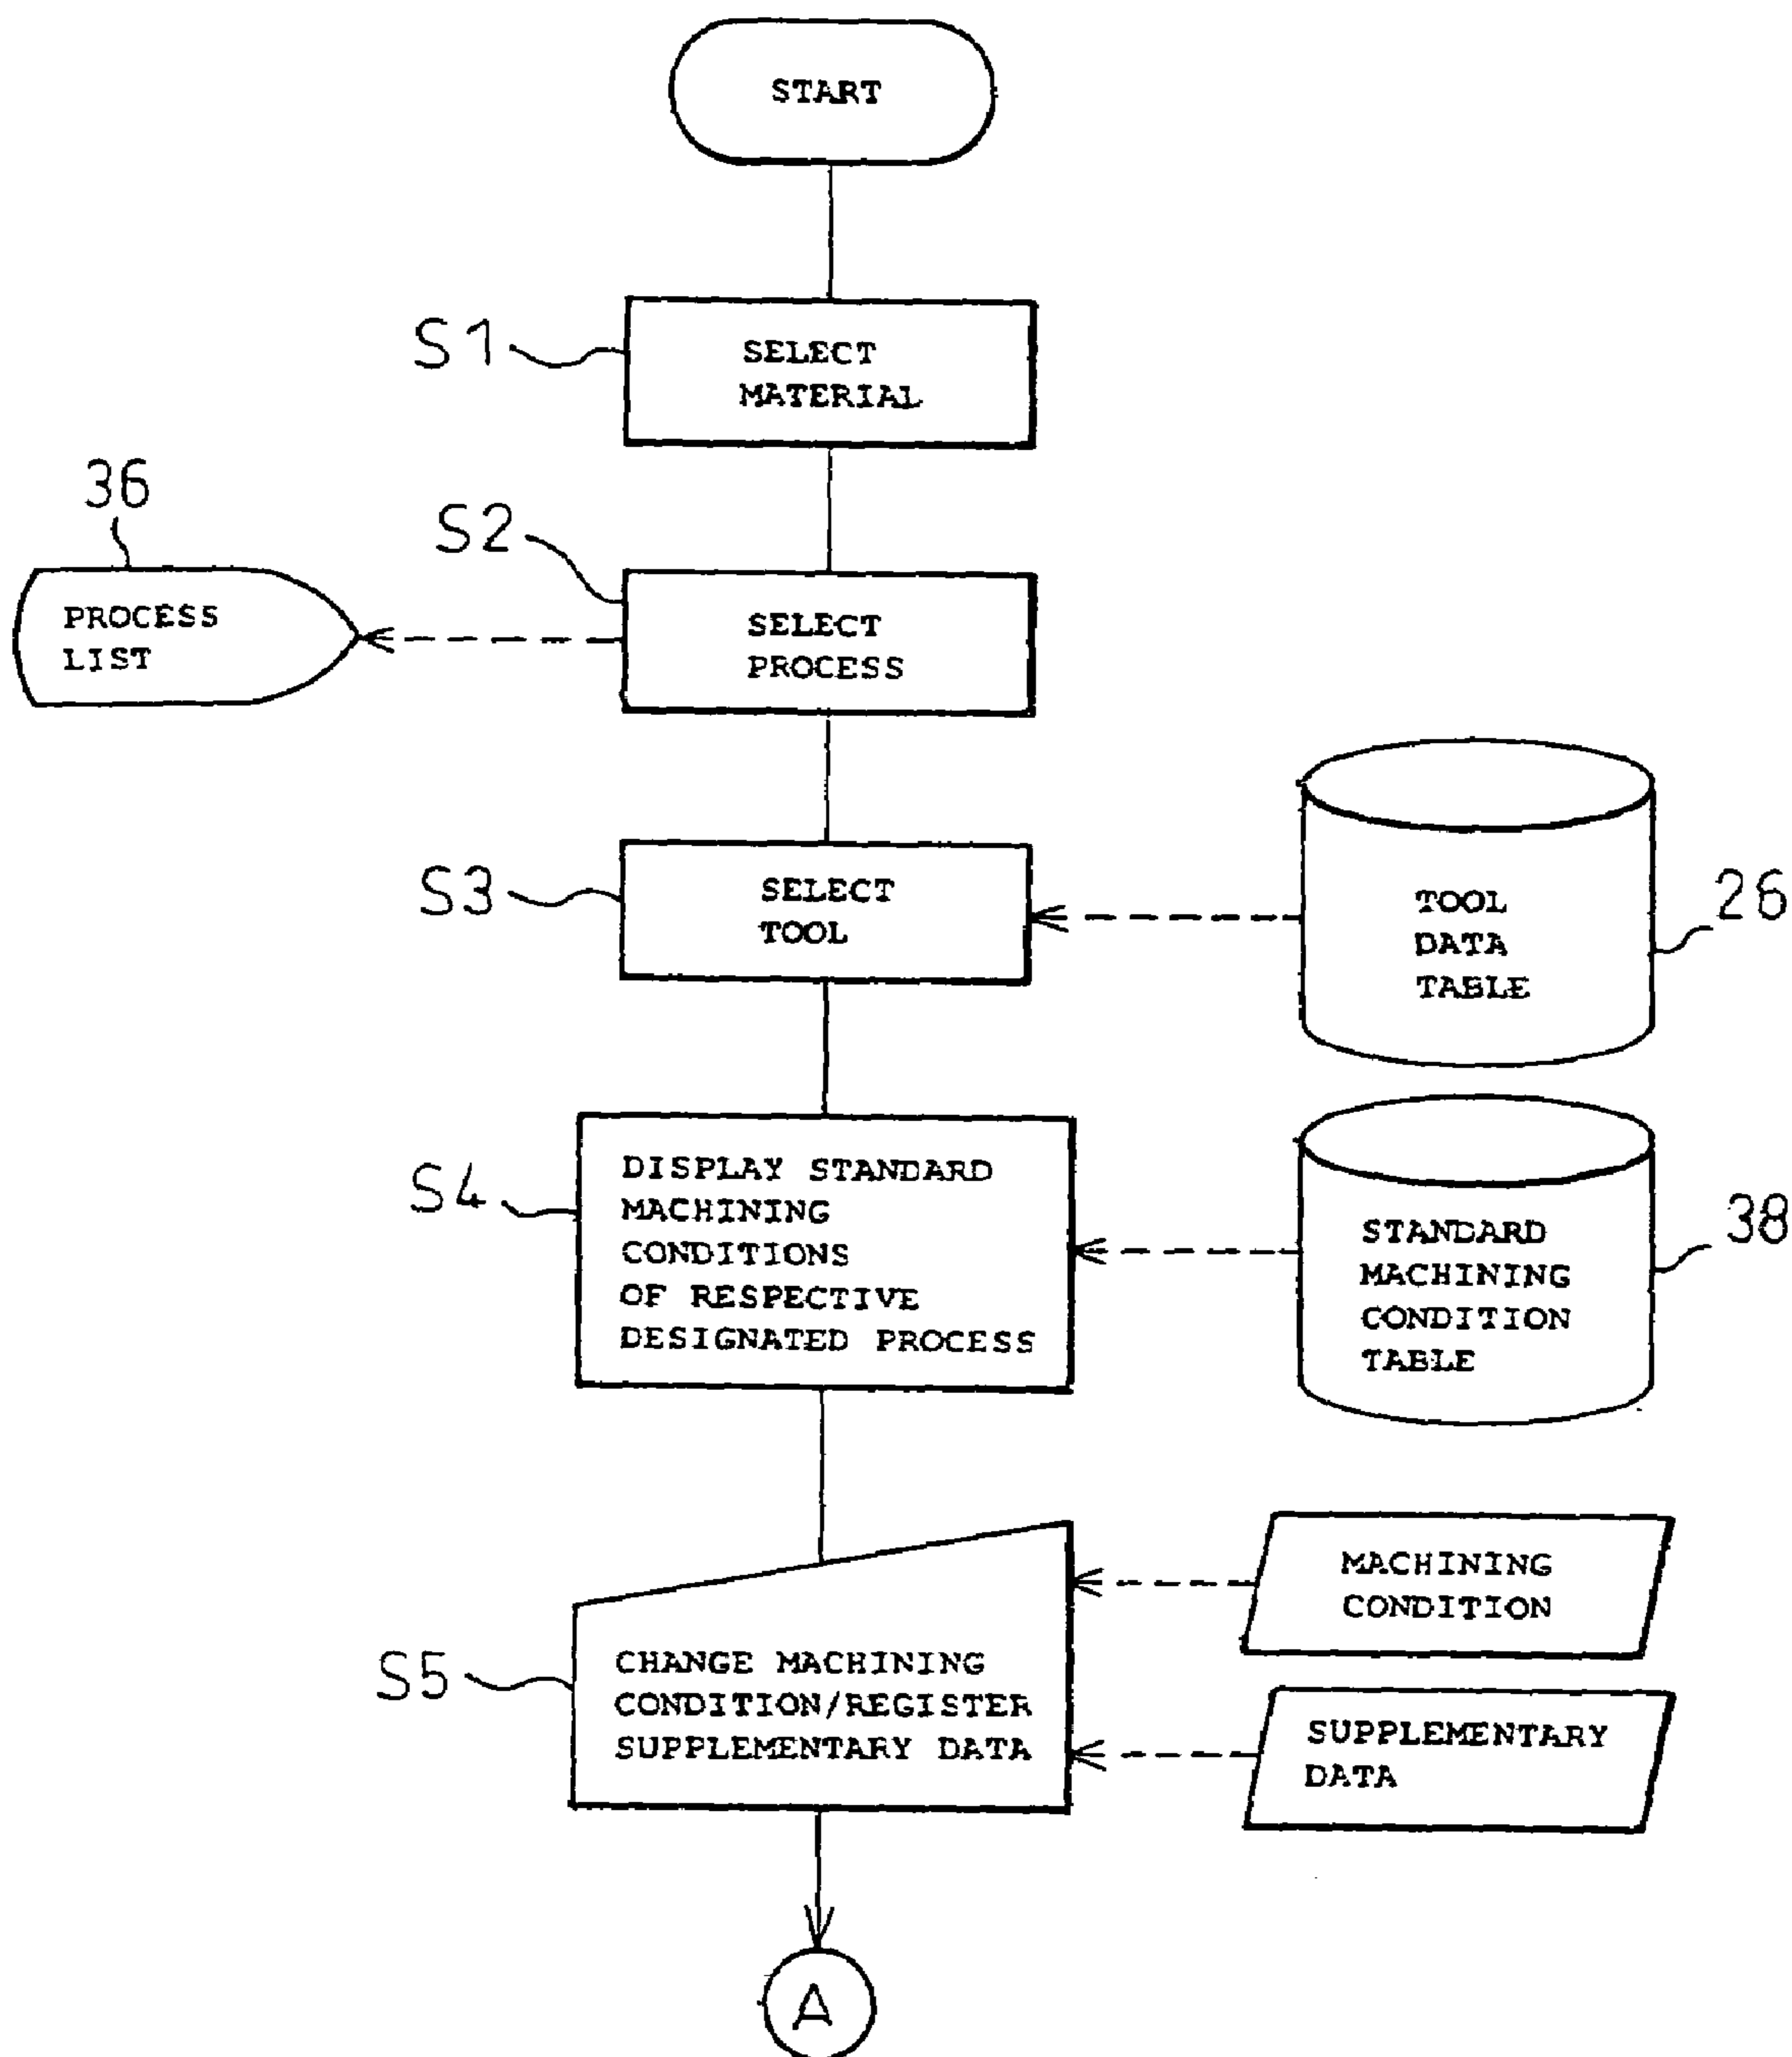 START
S1
SELECT
MATERIAL
36
S2
PROCESS
LIST
SELECT
PROCESS
S3
SELECT
TOOL
TOOL
DATA
TABLE
26
S4
DISPLAY STANDARD
MACHINING
CONDITIONS
OF RESPECTIVE
DESIGNATED PROCESS
STANDARD
MACHINING
CONDITION
TABLE
38
S5
CHANGE MACHINING
CONDITION/REGISTER
SUPPLEMENTARY DATA
MACHINING
CONDITION
SUPPLEMENTARY
DATA
A